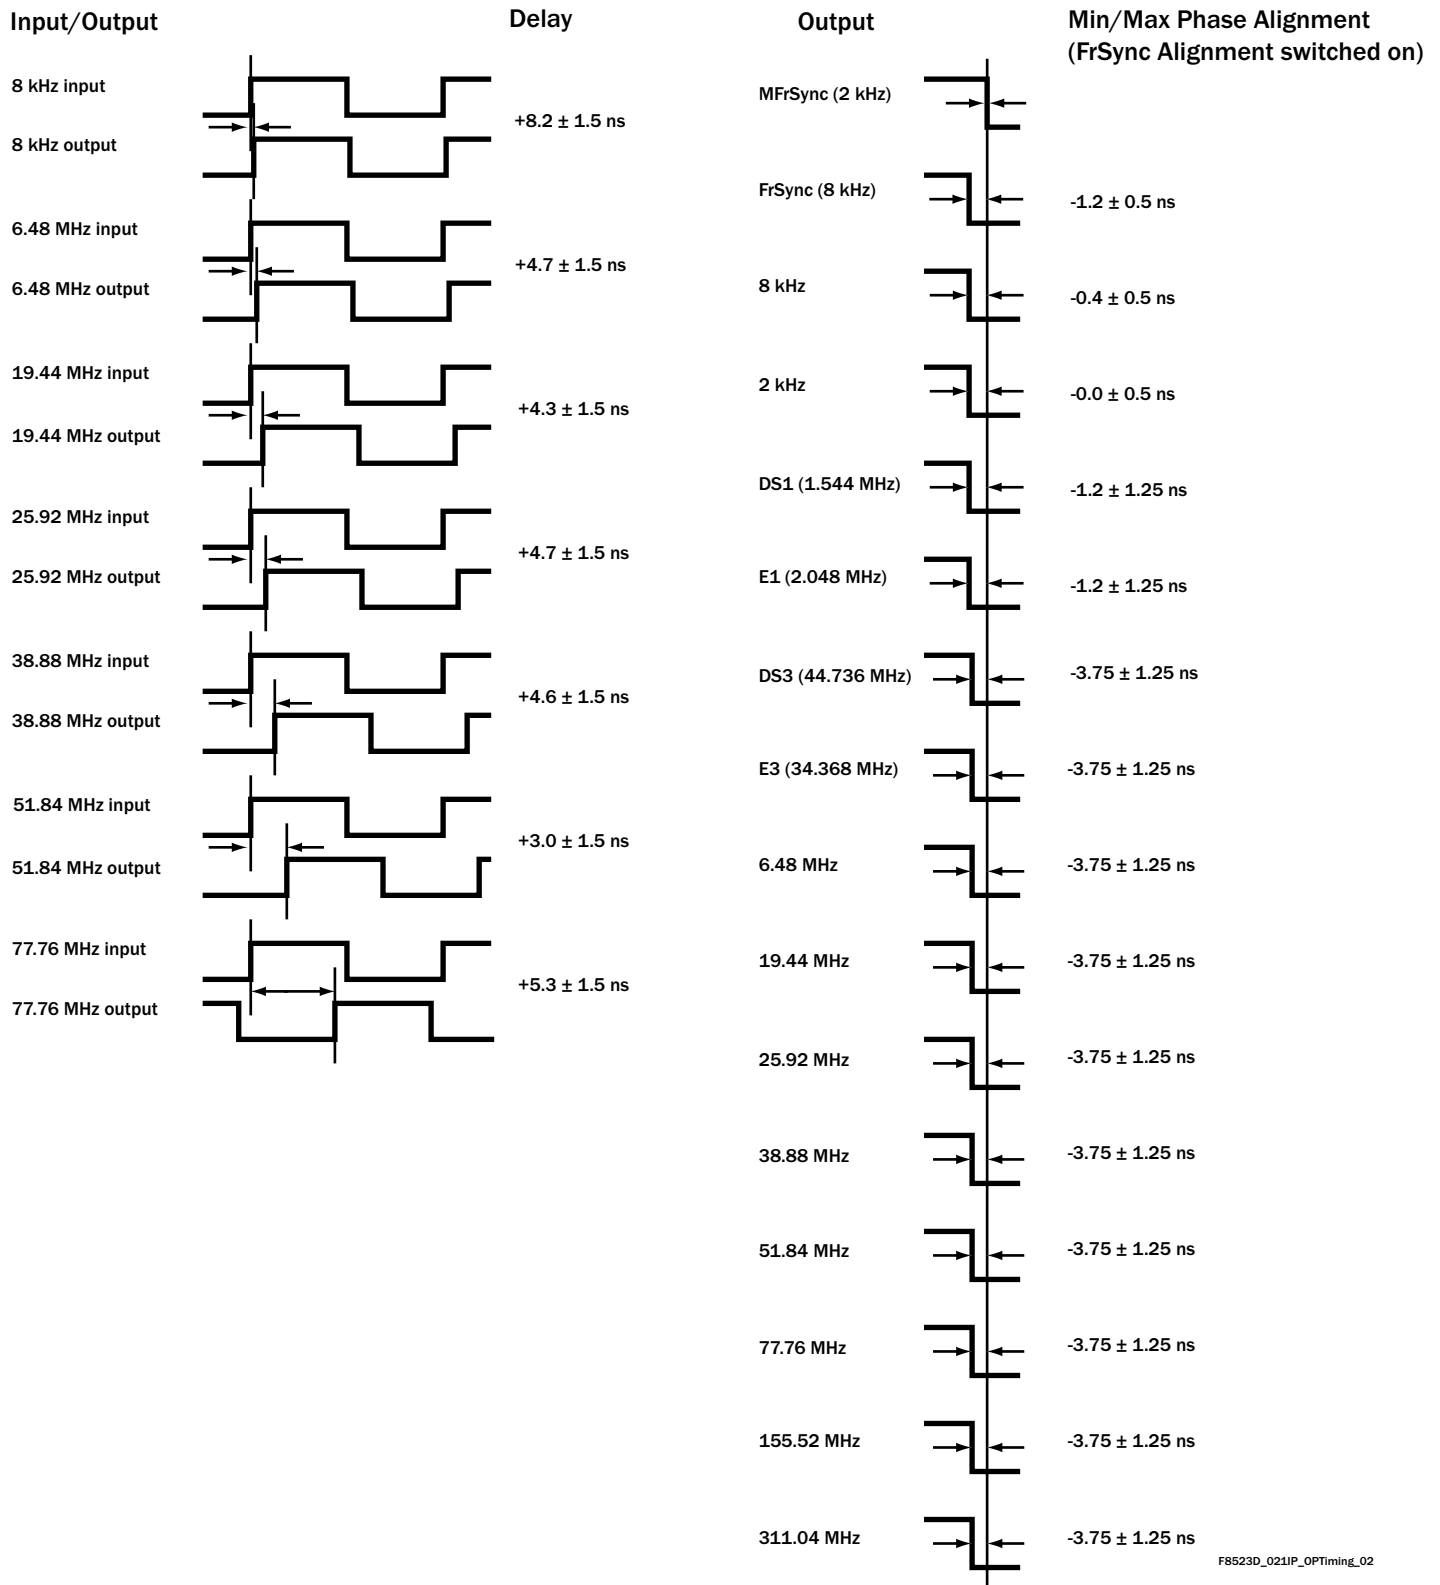 Input/Output
Delay
8 kHz input
8 kHz output
+8.2 ± 1.5 ns
6.48 MHz input
6.48 MHz output
+4.7 ± 1.5 ns
19.44 MHz input
19.44 MHz output
+4.3 ± 1.5 ns
25.92 MHz input
25.92 MHz output
+4.7 ± 1.5 ns
38.88 MHz input
38.88 MHz output
+4.6 ± 1.5 ns
51.84 MHz input
51.84 MHz output
+3.0 ± 1.5 ns
77.76 MHz input
77.76 MHz output
+5.3 ± 1.5 ns
Output
Min/Max Phase Alignment
(FrSync Alignment switched on)
MFrSync (2 kHz)
FrSync (8 kHz)
-1.2 ± 0.5 ns
8 kHz
-0.4 ± 0.5 ns
2 kHz
-0.0 ± 0.5 ns
DS1 (1.544 MHz)
-1.2 ± 1.25 ns
E1 (2.048 MHz)
-1.2 ± 1.25 ns
DS3 (44.736 MHz)
-3.75 ± 1.25 ns
E3 (34.368 MHz)
-3.75 ± 1.25 ns
6.48 MHz
-3.75 ± 1.25 ns
19.44 MHz
-3.75 ± 1.25 ns
25.92 MHz
-3.75 ± 1.25 ns
38.88 MHz
-3.75 ± 1.25 ns
51.84 MHz
-3.75 ± 1.25 ns
77.76 MHz
-3.75 ± 1.25 ns
155.52 MHz
-3.75 ± 1.25 ns
311.04 MHz
-3.75 ± 1.25 ns
F8523D_021IP_OPTiming_02